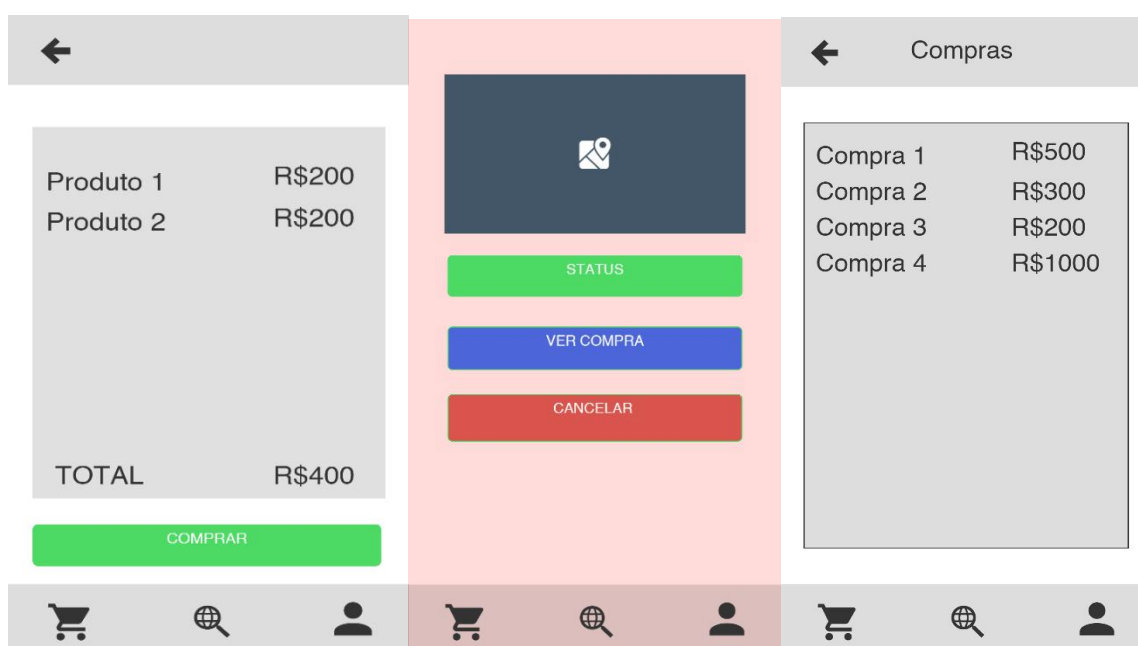 Produto 1 R$200
Produto 2 R$200
TOTAL R$400
COMPRAR
STATUS
VER COMPRA
CANCELAR
Compras
Compra 1 R$500
Compra 2 R$300
Compra 3 R$200
Compra 4 R$1000